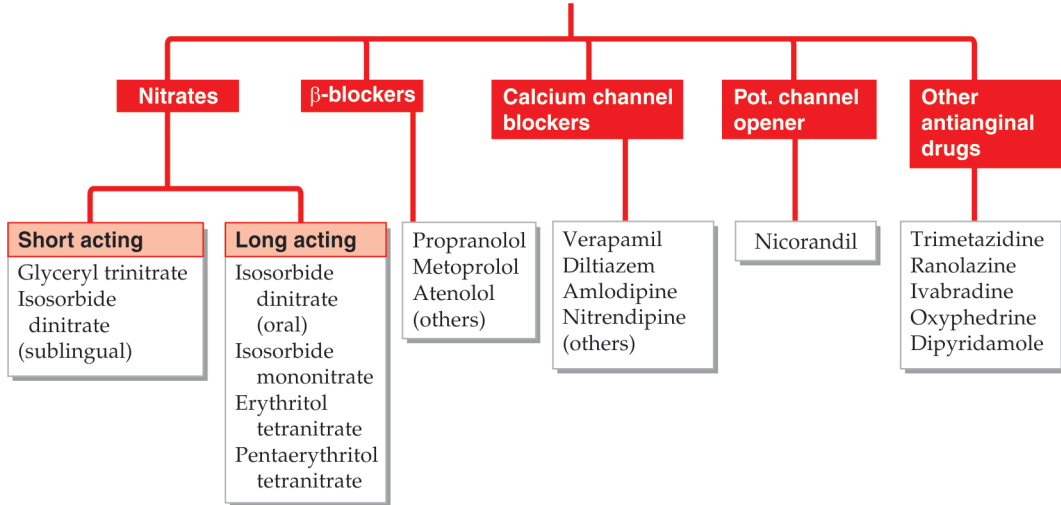 Nitrates
β-blockers
Calcium channel
blockers
Pot. channel
opener
Other
antianginal
drugs
Short acting
Glyceryl trinitrate
Isosorbide
dinitrate
(sublingual)
Long acting
Isosorbide
dinitrate
(oral)
Isosorbide
mononitrate
Erythritol
tetranitrate
Pentaerythritol
tetranitrate
Propranolol
Metoprolol
Atenolol
(others)
Verapamil
Diltiazem
Amlodipine
Nitrendipine
(others)
Nicorandil
Trimetazidine
Ranolazine
Ivabradine
Oxyphedrine
Dipyridamole